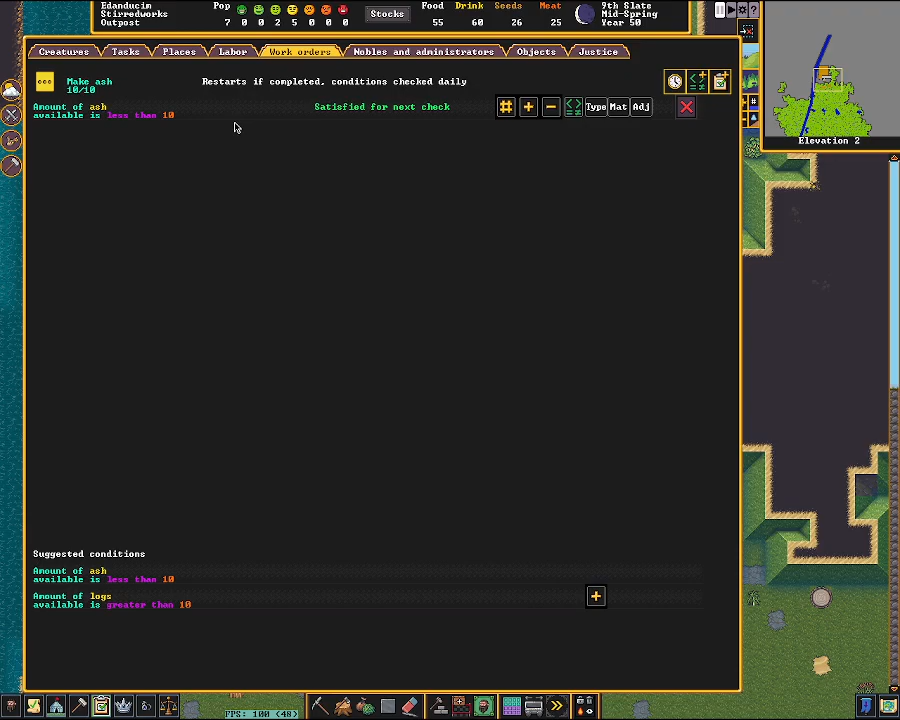 Edanducim
Stirredworks
Outpost
Pop
7 0 0 2 5 0 0 0
Stocks
Food Drink Seeds Meat
55 60 26 25
9th Slate
Mid-Spring
Year 50
Elevation 2
Creatures Tasks Places Labor Work orders Nobles and administrators Objects Justice
Make ash
10/10
Restarts if completed, conditions checked daily
Amount of ash
available is less than 10
Satisfied for next check
Type Mat Adj
Suggested conditions
Amount of ash
available is less than 10
Amount of logs
available is greater than 10
FPS: 100 (48)